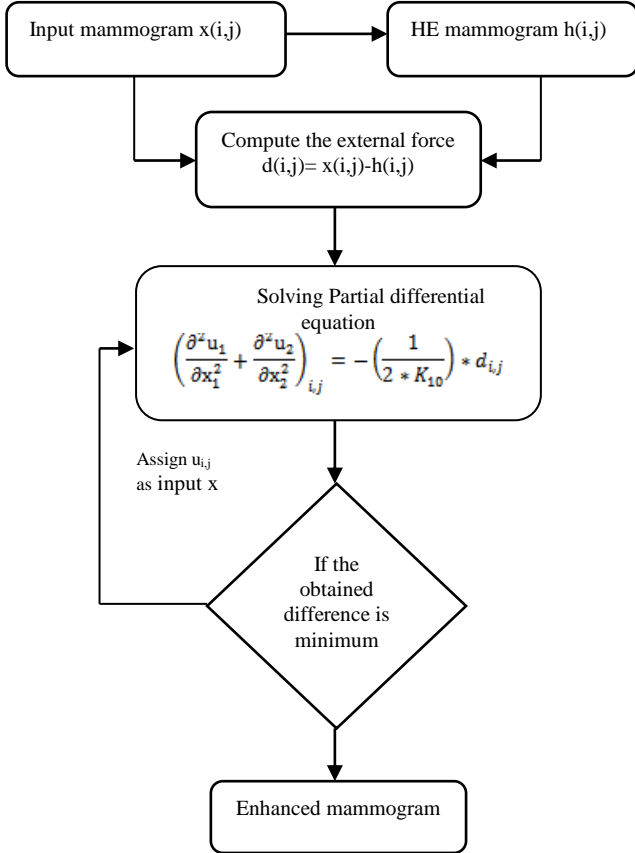 Input mammogram x(i,j)
HE mammogram h(i,j)
Compute the external force
d(i,j)= x(i,j)-h(i,j)
Solving Partial differential
equation
(∂²u₁/∂x₁² + ∂²u₂/∂x₂²)ᵢ,ⱼ = −(1/(2 * K₁₀)) * dᵢ,ⱼ
Assign uᵢ,ⱼ
as input x
If the
obtained
difference is
minimum
Enhanced mammogram